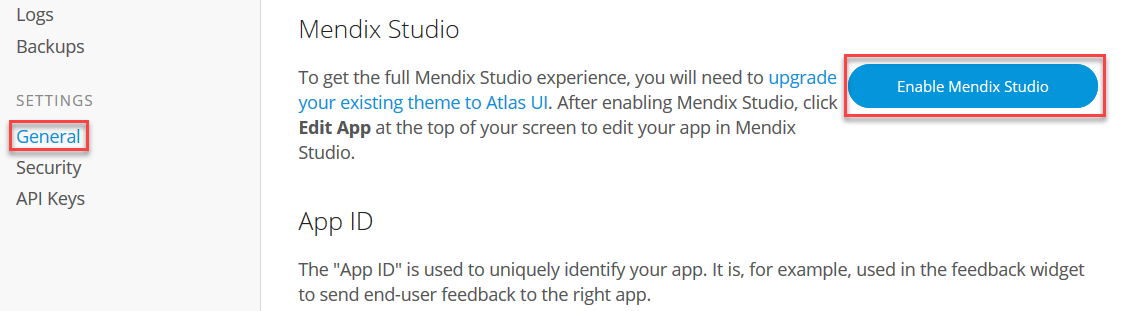 Logs
Backups
SETTINGS
General
Security
API Keys
Mendix Studio
To get the full Mendix Studio experience, you will need to upgrade
your existing theme to Atlas UI. After enabling Mendix Studio, click
Edit App at the top of your screen to edit your app in Mendix
Studio.
Enable Mendix Studio
App ID
The "App ID" is used to uniquely identify your app. It is, for example, used in the feedback widget
to send end-user feedback to the right app.